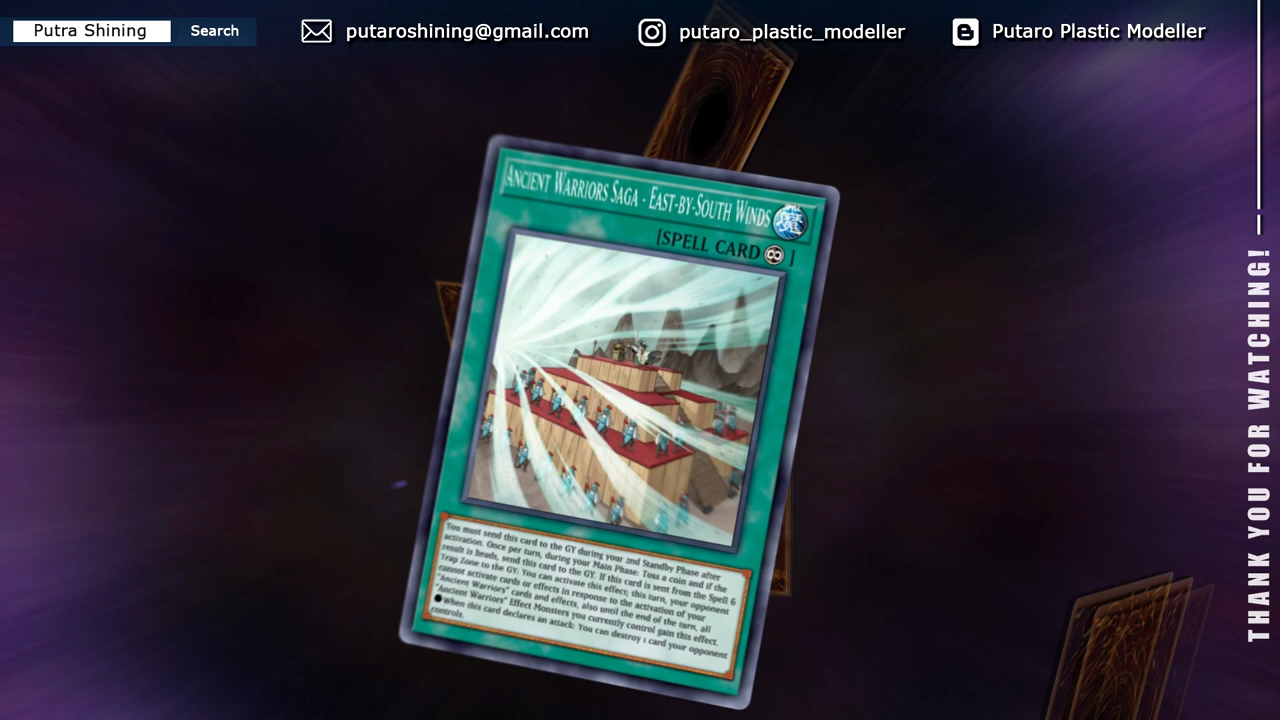 Putra Shining
Search
putaroshining@gmail.com
putaro_plastic_modeller
Putaro Plastic Modeller
ANCIENT WARRIORS SAGA - EAST-BY-SOUTH WINDS
[SPELL CARD ]
You must send this card to the GY during your 2nd Standby Phase after
activation. Once per turn, during your Main Phase: Toss a coin and if the
result is heads, send this card to the GY. If this card is sent from the Spell &
Trap Zone to the GY: You can activate this effect; this turn, your opponent
cannot activate cards or effects in response to the activation of your
"Ancient Warriors" cards and effects, also until the end of the turn, all
"Ancient Warriors" Effect Monsters you currently control gain this effect.
●When this card declares an attack: You can destroy 1 card your opponent
controls.
THANK YOU FOR WATCHING!